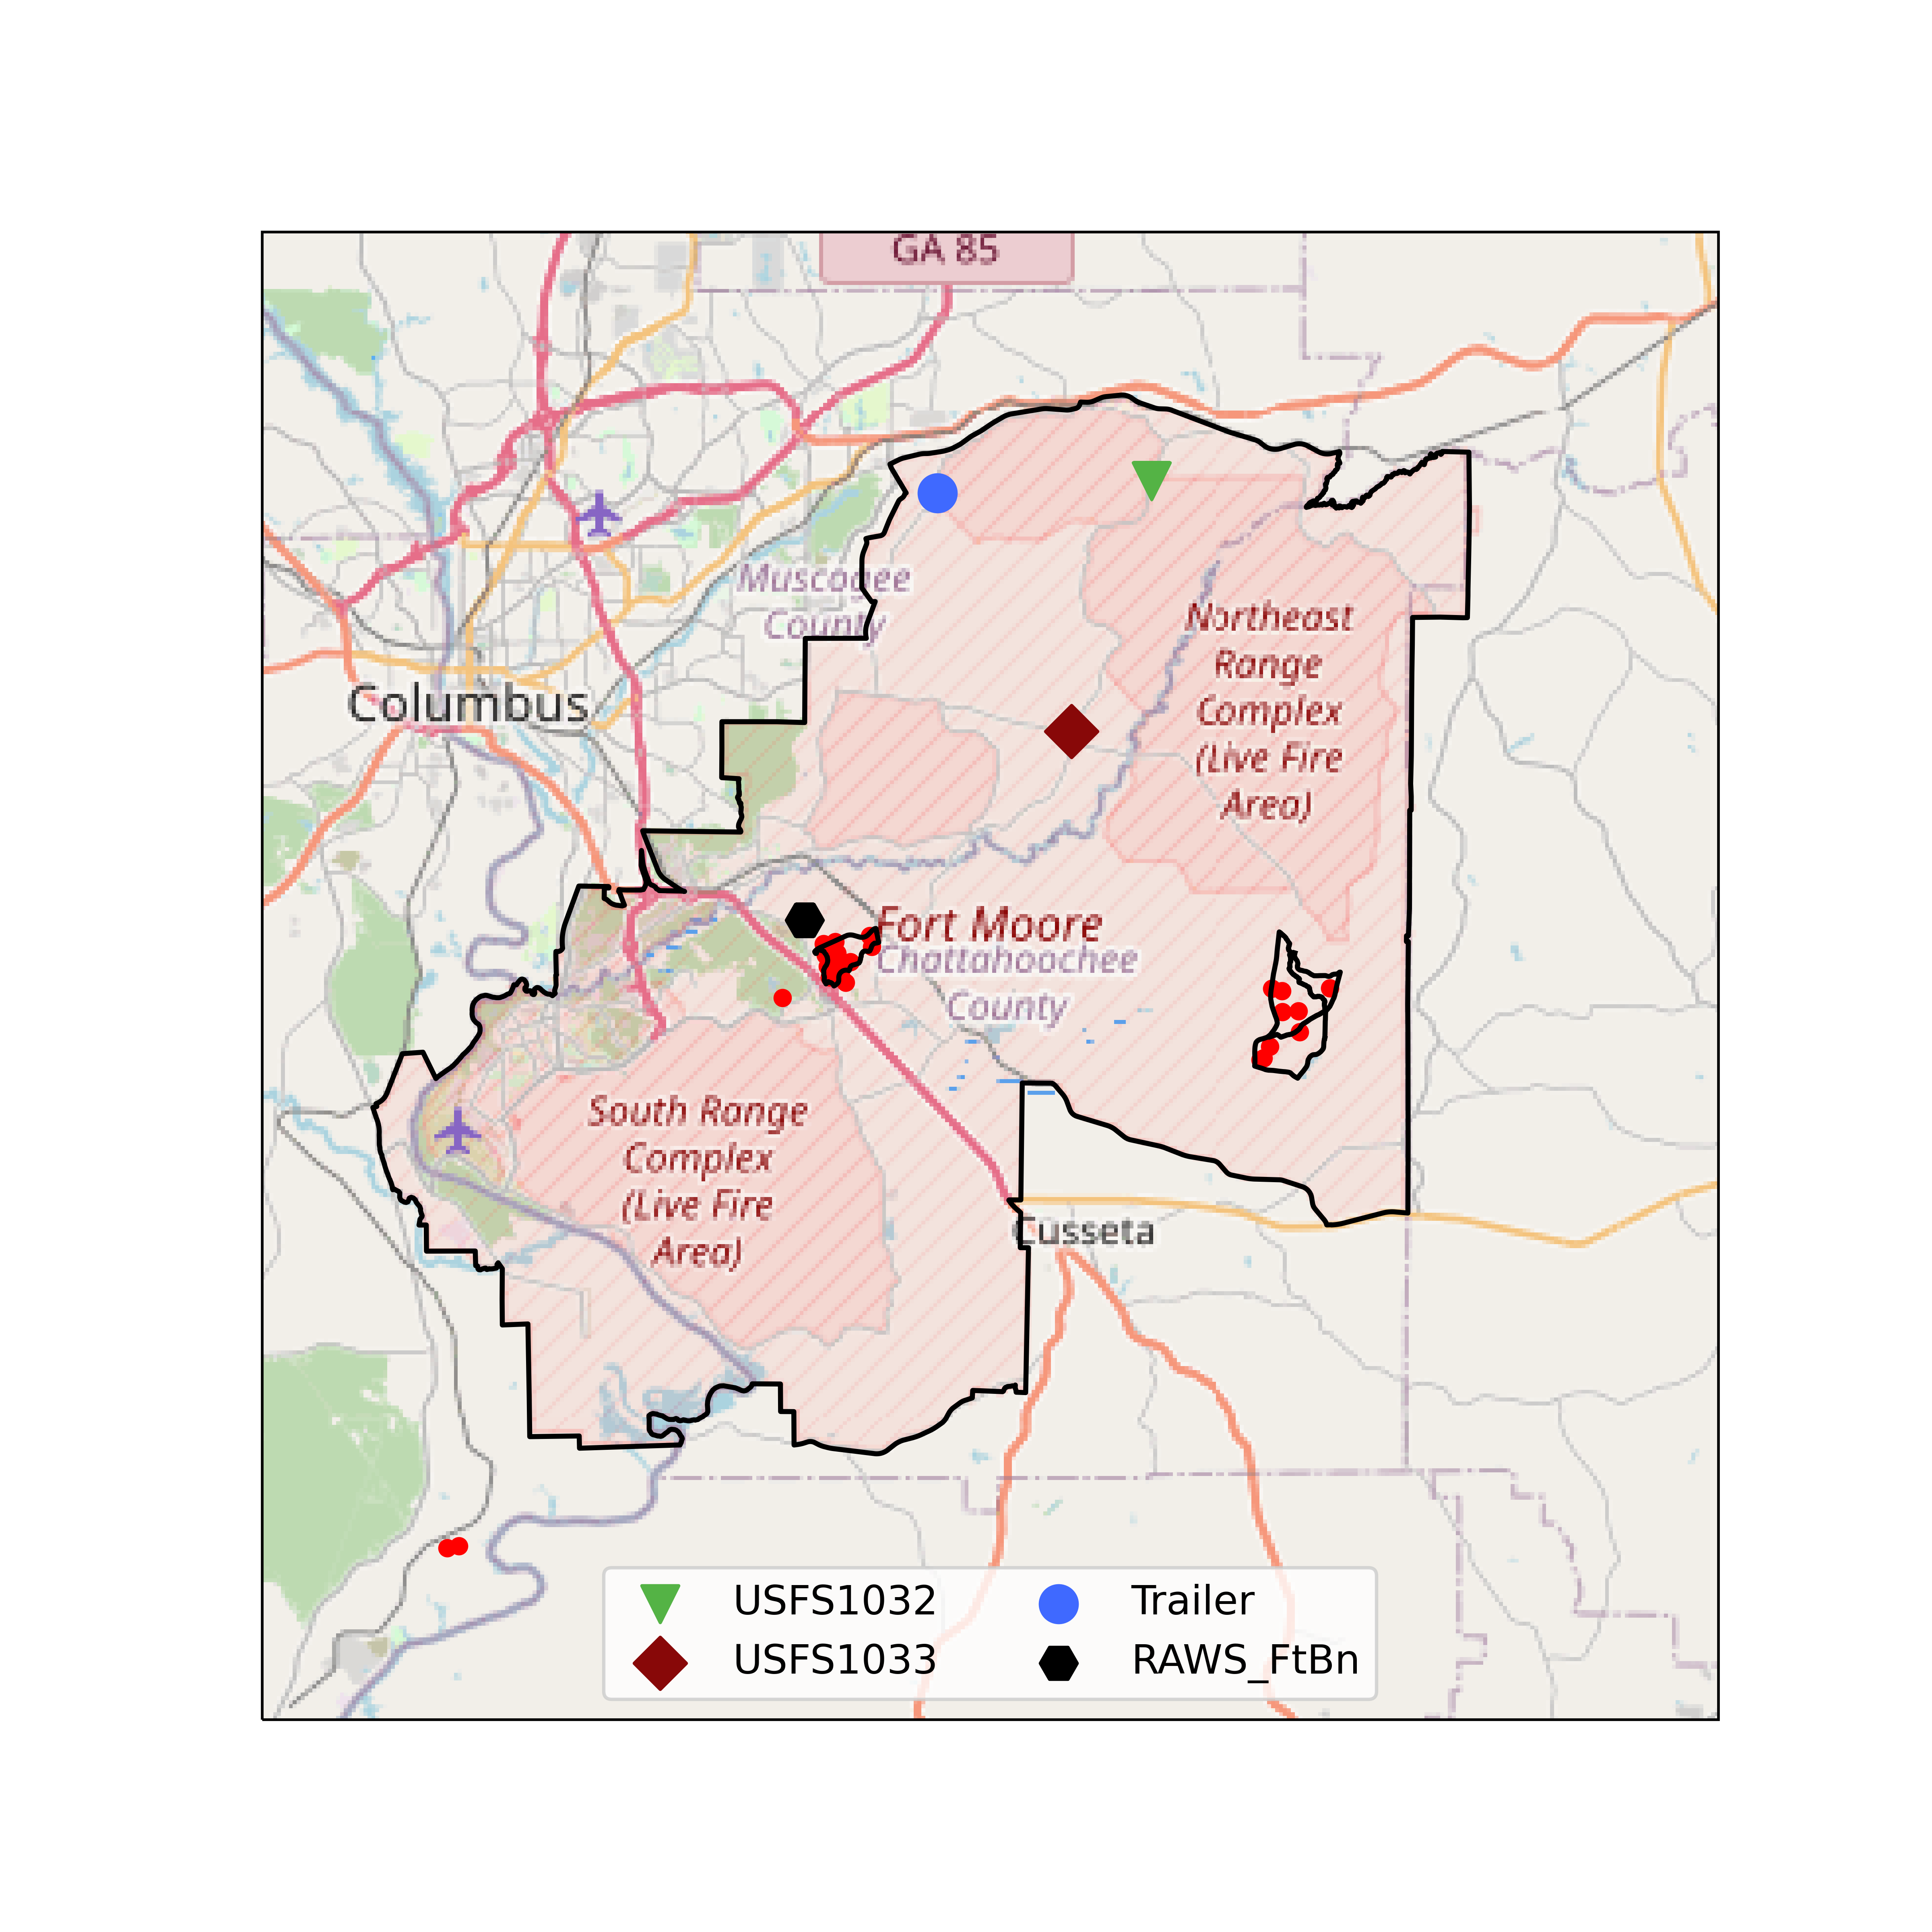 GA 85
Muscogee
County
Northeast
Range
Complex
(Live Fire
Area)
Columbus
Fort Moore
Chattahoochee
County
South Range
Complex
(Live Fire
Area)
Cusseta
USFS1032
Trailer
USFS1033
RAWS_FtBn